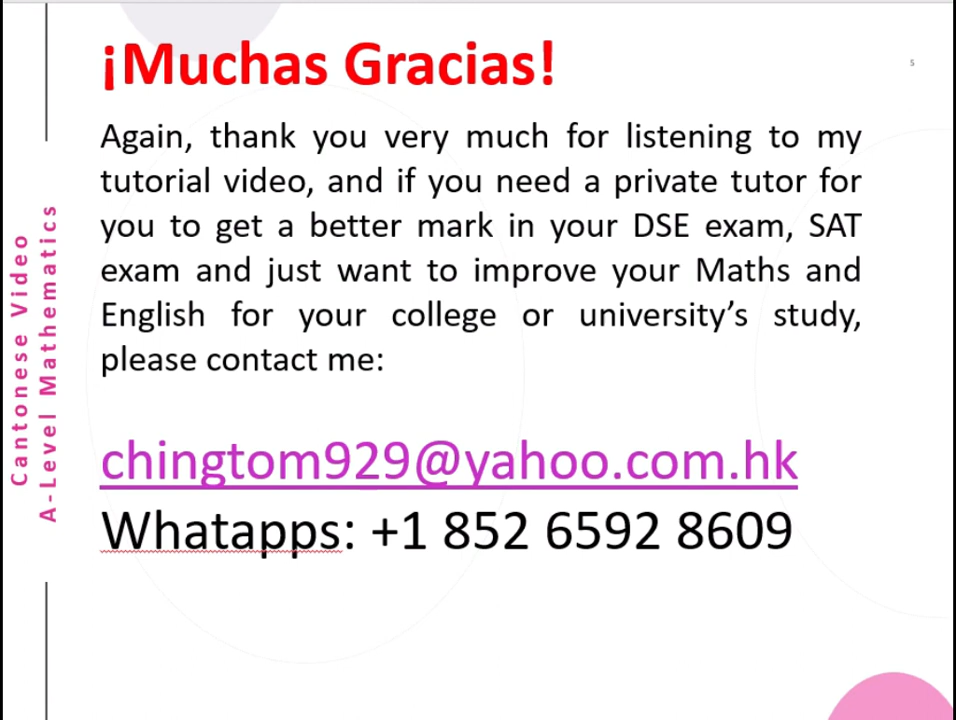 ¡Muchas Gracias!
5
Again, thank you very much for listening to my
tutorial video, and if you need a private tutor for
you to get a better mark in your DSE exam, SAT
exam and just want to improve your Maths and
English for your college or university’s study,
please contact me:
chingtom929@yahoo.com.hk
Whatapps: +1 852 6592 8609
Cantonese Video
A-Level Mathematics